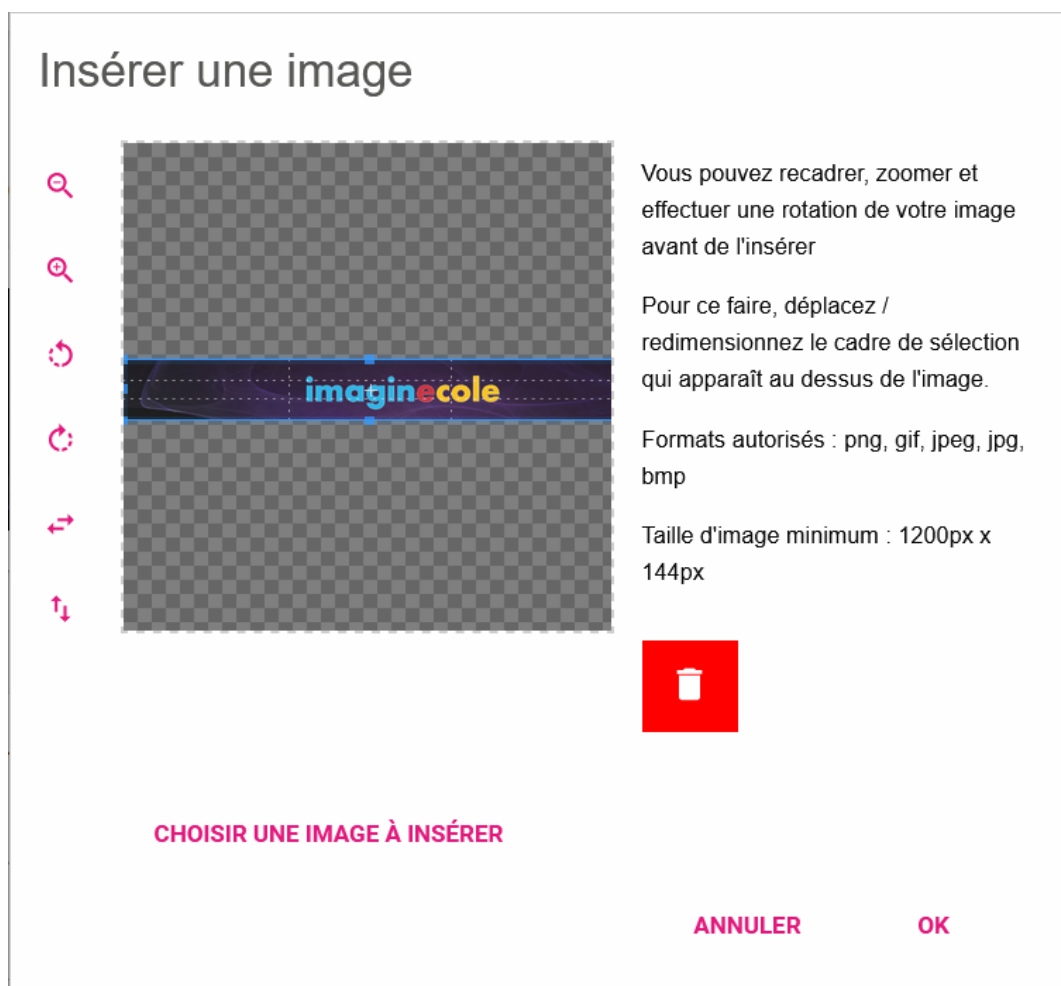 Insérer une image
Vous pouvez recadrer, zoomer et
effectuer une rotation de votre image
avant de l'insérer
Pour ce faire, déplacez /
redimensionnez le cadre de sélection
qui apparaît au dessus de l'image.
imaginecole
Formats autorisés : png, gif, jpeg, jpg,
bmp
Taille d'image minimum : 1200px x
144px
CHOISIR UNE IMAGE À INSÉRER
ANNULER
OK